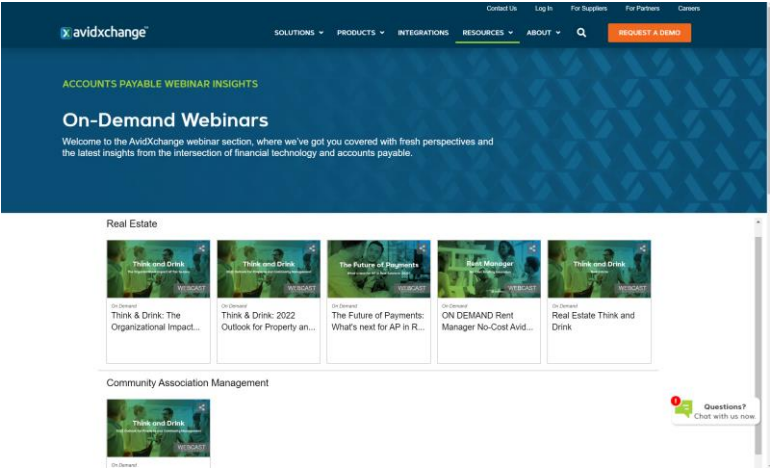 Contact Us Log In For Suppliers For Partners Careers
avidxchange
SOLUTIONS PRODUCTS INTEGRATIONS RESOURCES ABOUT REQUEST A DEMO
ACCOUNTS PAYABLE WEBINAR INSIGHTS
On-Demand Webinars
Welcome to the AvidXchange webinar section, where we've got you covered with fresh perspectives and
the latest insights from the intersection of financial technology and accounts payable.
Real Estate
Think and Drink
WEBCAST
On Demand
Think & Drink: The
Organizational Impact...
Think and Drink
WEBCAST
On Demand
Think & Drink: 2022
Outlook for Property an...
The Future of Payments
WEBCAST
On Demand
The Future of Payments:
What's next for AP in R...
Rent Manager
WEBCAST
On Demand
ON DEMAND Rent
Manager No-Cost Avid...
Think and Drink
WEBCAST
On Demand
Real Estate Think and
Drink
Community Association Management
Think and Drink
WEBCAST
On Demand
1
Questions?
Chat with us now.